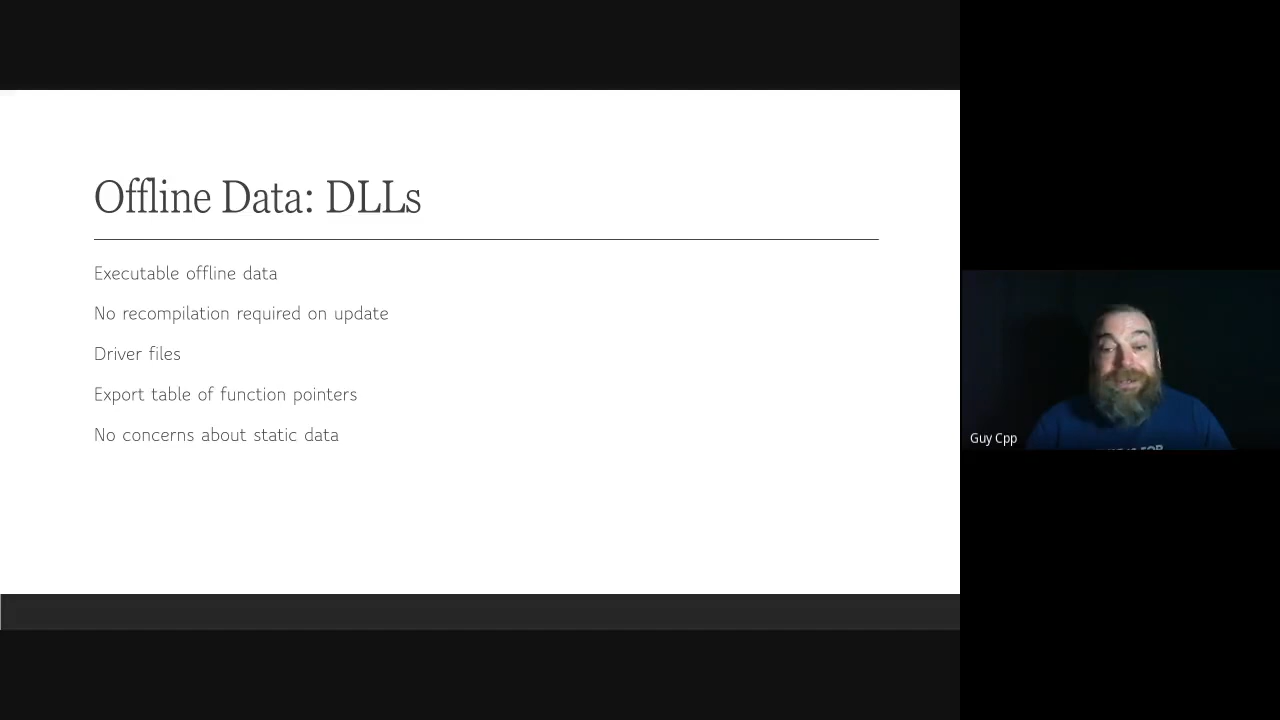 Offline Data: DLLs
Executable offline data
No recompilation required on update
Driver files
Export table of function pointers
No concerns about static data
Guy Cpp